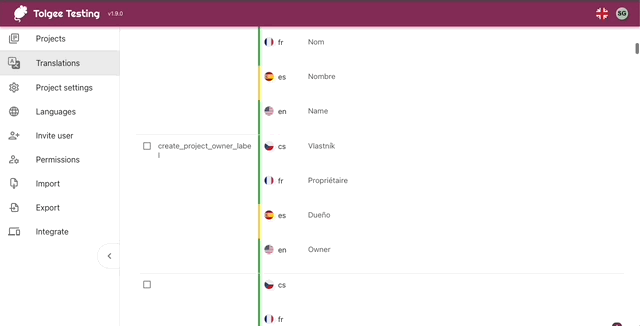 Tolgee Testing v1.9.0 SG
Projects
Translations
Project settings
Languages
Invite user
Permissions
Import
Export
Integrate
fr Nom
es Nombre
en Name
create_project_owner_labe
l
cs Vlastník
fr Propriétaire
es Dueño
en Owner
cs
fr